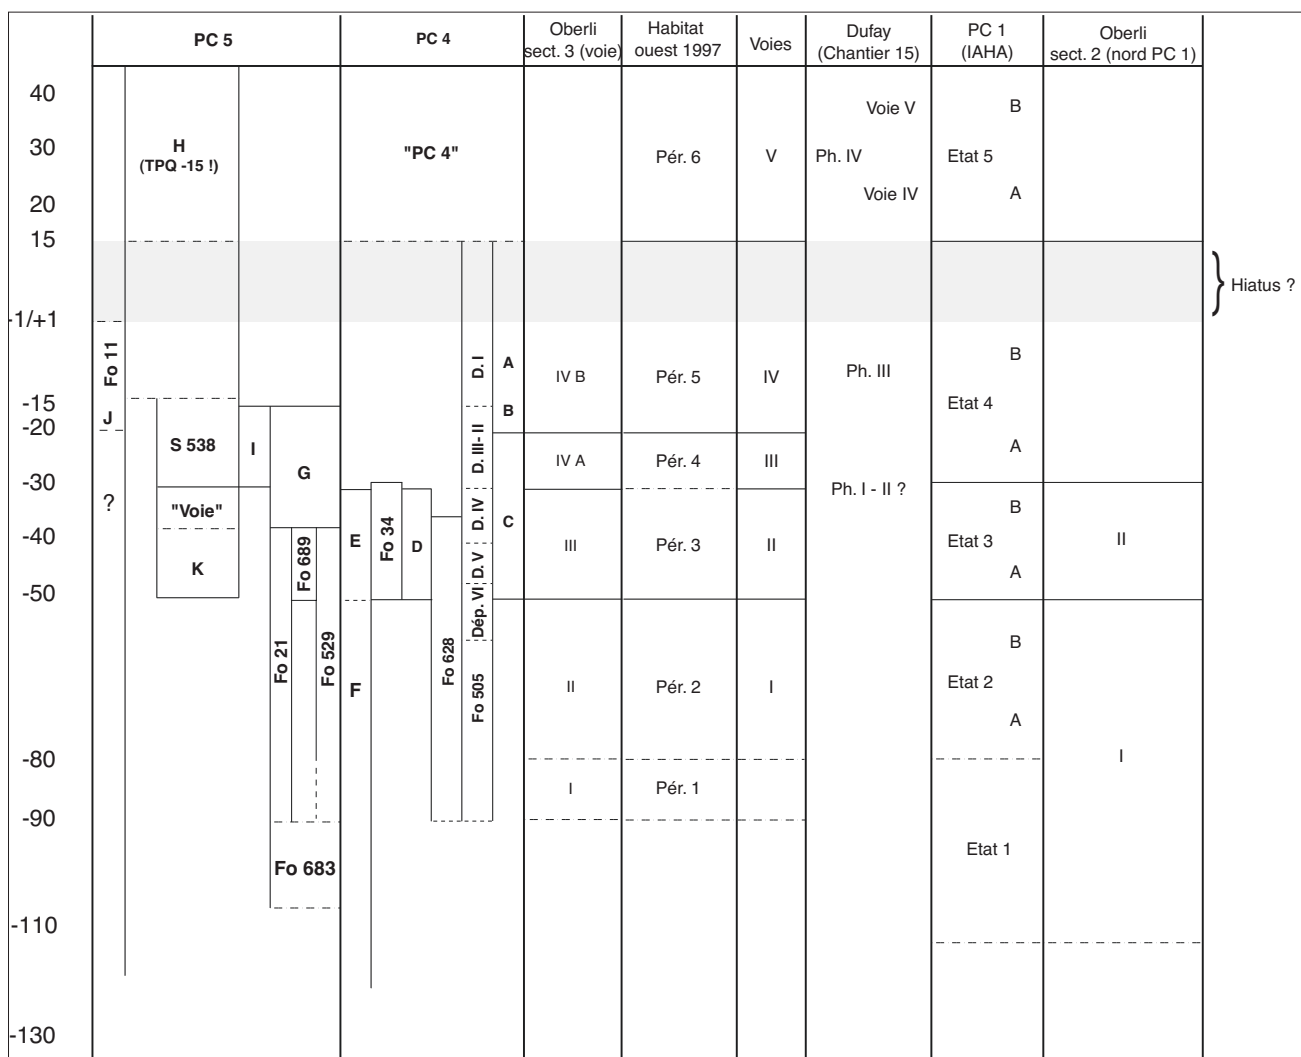 PC 5
PC 4
Oberli
sect. 3 (voie)
Habitat
ouest 1997
Voies
Dufay
(Chantier 15)
PC 1
(IAHA)
Oberli
sect. 2 (nord PC 1)
40
Voie V
B
30
H
(TPQ -15 !)
"PC 4"
Pér. 6
V
Ph. IV
Etat 5
20
Voie IV
A
15
Hiatus ?
-1/+1
Fo 11
D. I
A
IV B
Pér. 5
IV
Ph. III
B
-15
J
B
Etat 4
-20
S 538
I
G
D. III- II
IV A
Pér. 4
III
A
-30
?
"Voie"
Ph. I - II ?
D. IV
C
B
-40
K
Fo 689
E
Fo 34
D
D. V
III
Pér. 3
II
Etat 3
II
A
-50
Dép. VI
Fo 21
Fo 529
F
Fo 628
Fo 505
II
Pér. 2
I
B
Etat 2
A
-80
I
I
Pér. 1
-90
Fo 683
Etat 1
-110
-130